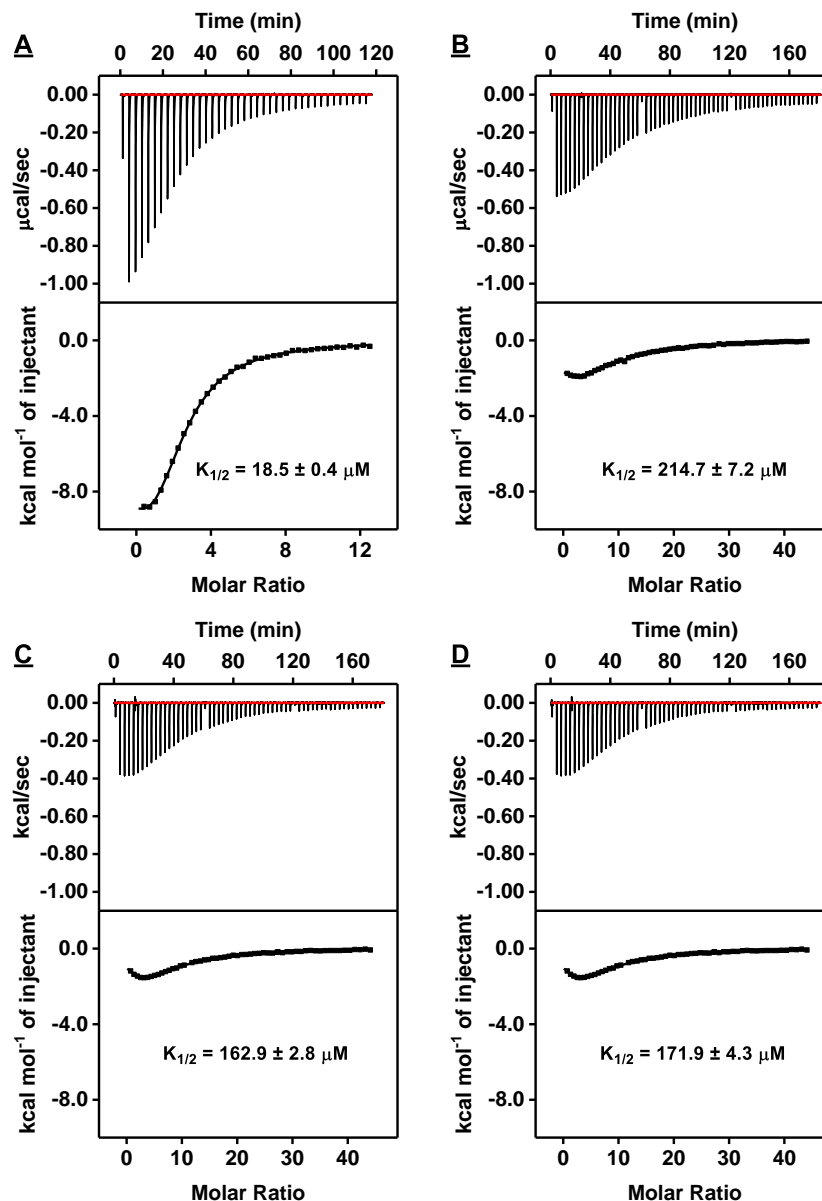 A
Time (min)
0 20 40 60 80 100 120
0.00
-0.20
-0.40
-0.60
-0.80
-1.00
µcal/sec
0.0
-4.0
-8.0
kcal mol⁻¹ of injectant
K1/2 = 18.5 ± 0.4 µM
0 4 8 12
Molar Ratio
B
Time (min)
0 40 80 120 160
0.00
-0.20
-0.40
-0.60
-0.80
-1.00
µcal/sec
0.0
-4.0
-8.0
kcal mol⁻¹ of injectant
K1/2 = 214.7 ± 7.2 µM
0 10 20 30 40
Molar Ratio
C
Time (min)
0 40 80 120 160
0.00
-0.20
-0.40
-0.60
-0.80
-1.00
kcal/sec
0.0
-4.0
-8.0
kcal mol⁻¹ of injectant
K1/2 = 162.9 ± 2.8 µM
0 10 20 30 40
Molar Ratio
D
Time (min)
0 40 80 120 160
0.00
-0.20
-0.40
-0.60
-0.80
-1.00
kcal/sec
0.0
-4.0
-8.0
kcal mol⁻¹ of injectant
K1/2 = 171.9 ± 4.3 µM
0 10 20 30 40
Molar Ratio